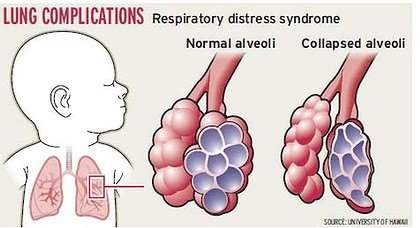 LUNG COMPLICATIONS Respiratory distress syndrome
Normal alveoli Collapsed alveoli
SOURCE: UNIVERSITY OF HAWAII